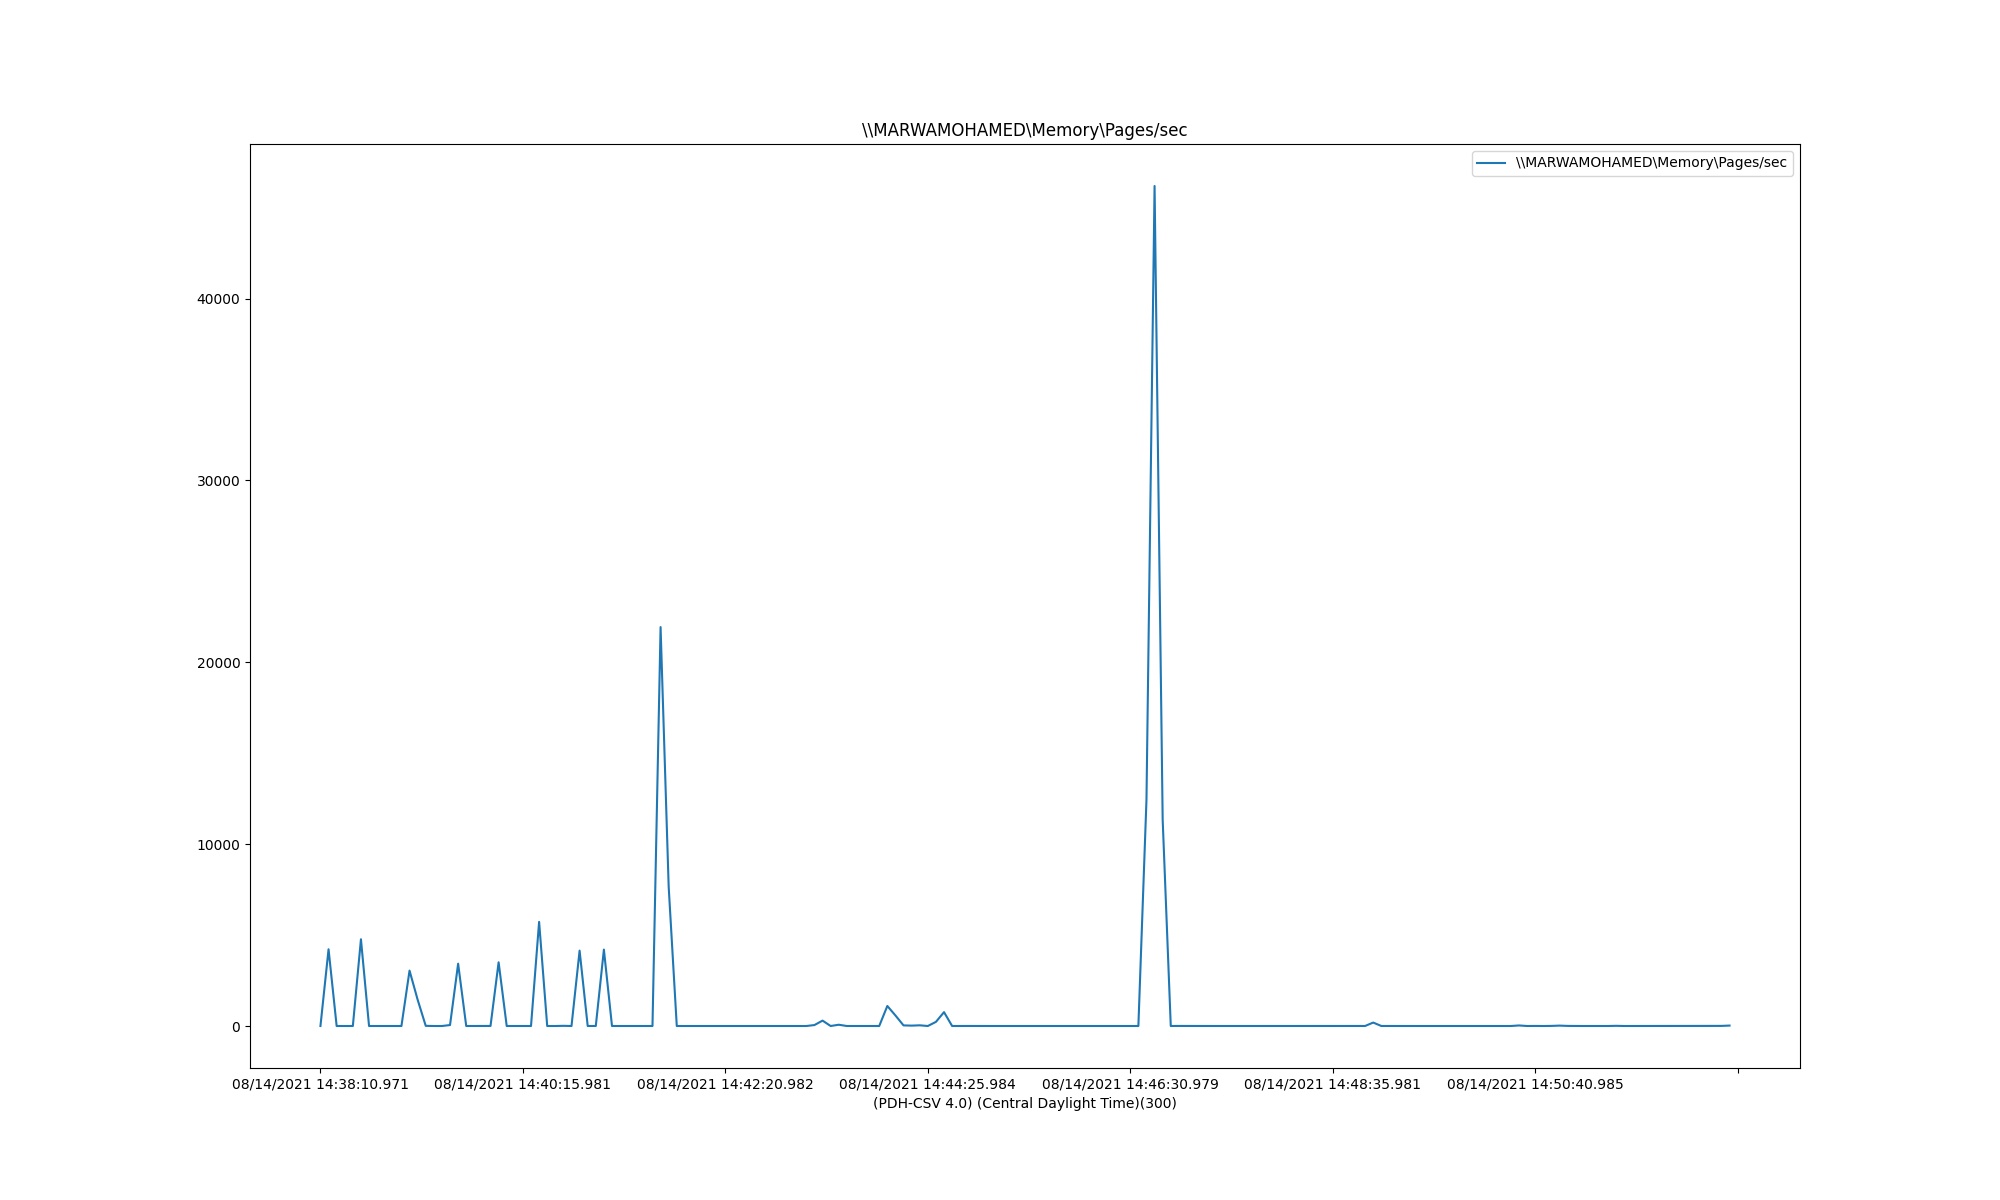 \\MARWAMOHAMED\Memory\Pages/sec
\\MARWAMOHAMED\Memory\Pages/sec
40000
30000
20000
10000
0
08/14/2021 14:38:10.971 08/14/2021 14:40:15.981 08/14/2021 14:42:20.982 08/14/2021 14:44:25.984 08/14/2021 14:46:30.979 08/14/2021 14:48:35.981 08/14/2021 14:50:40.985
(PDH-CSV 4.0) (Central Daylight Time)(300)